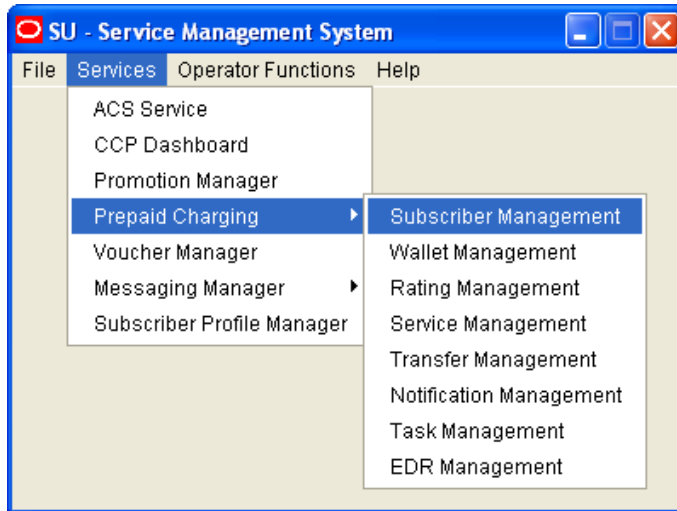 SU - Service Management System
File Services Operator Functions Help
ACS Service
CCP Dashboard
Promotion Manager
Prepaid Charging
Voucher Manager
Messaging Manager
Subscriber Profile Manager
Subscriber Management
Wallet Management
Rating Management
Service Management
Transfer Management
Notification Management
Task Management
EDR Management